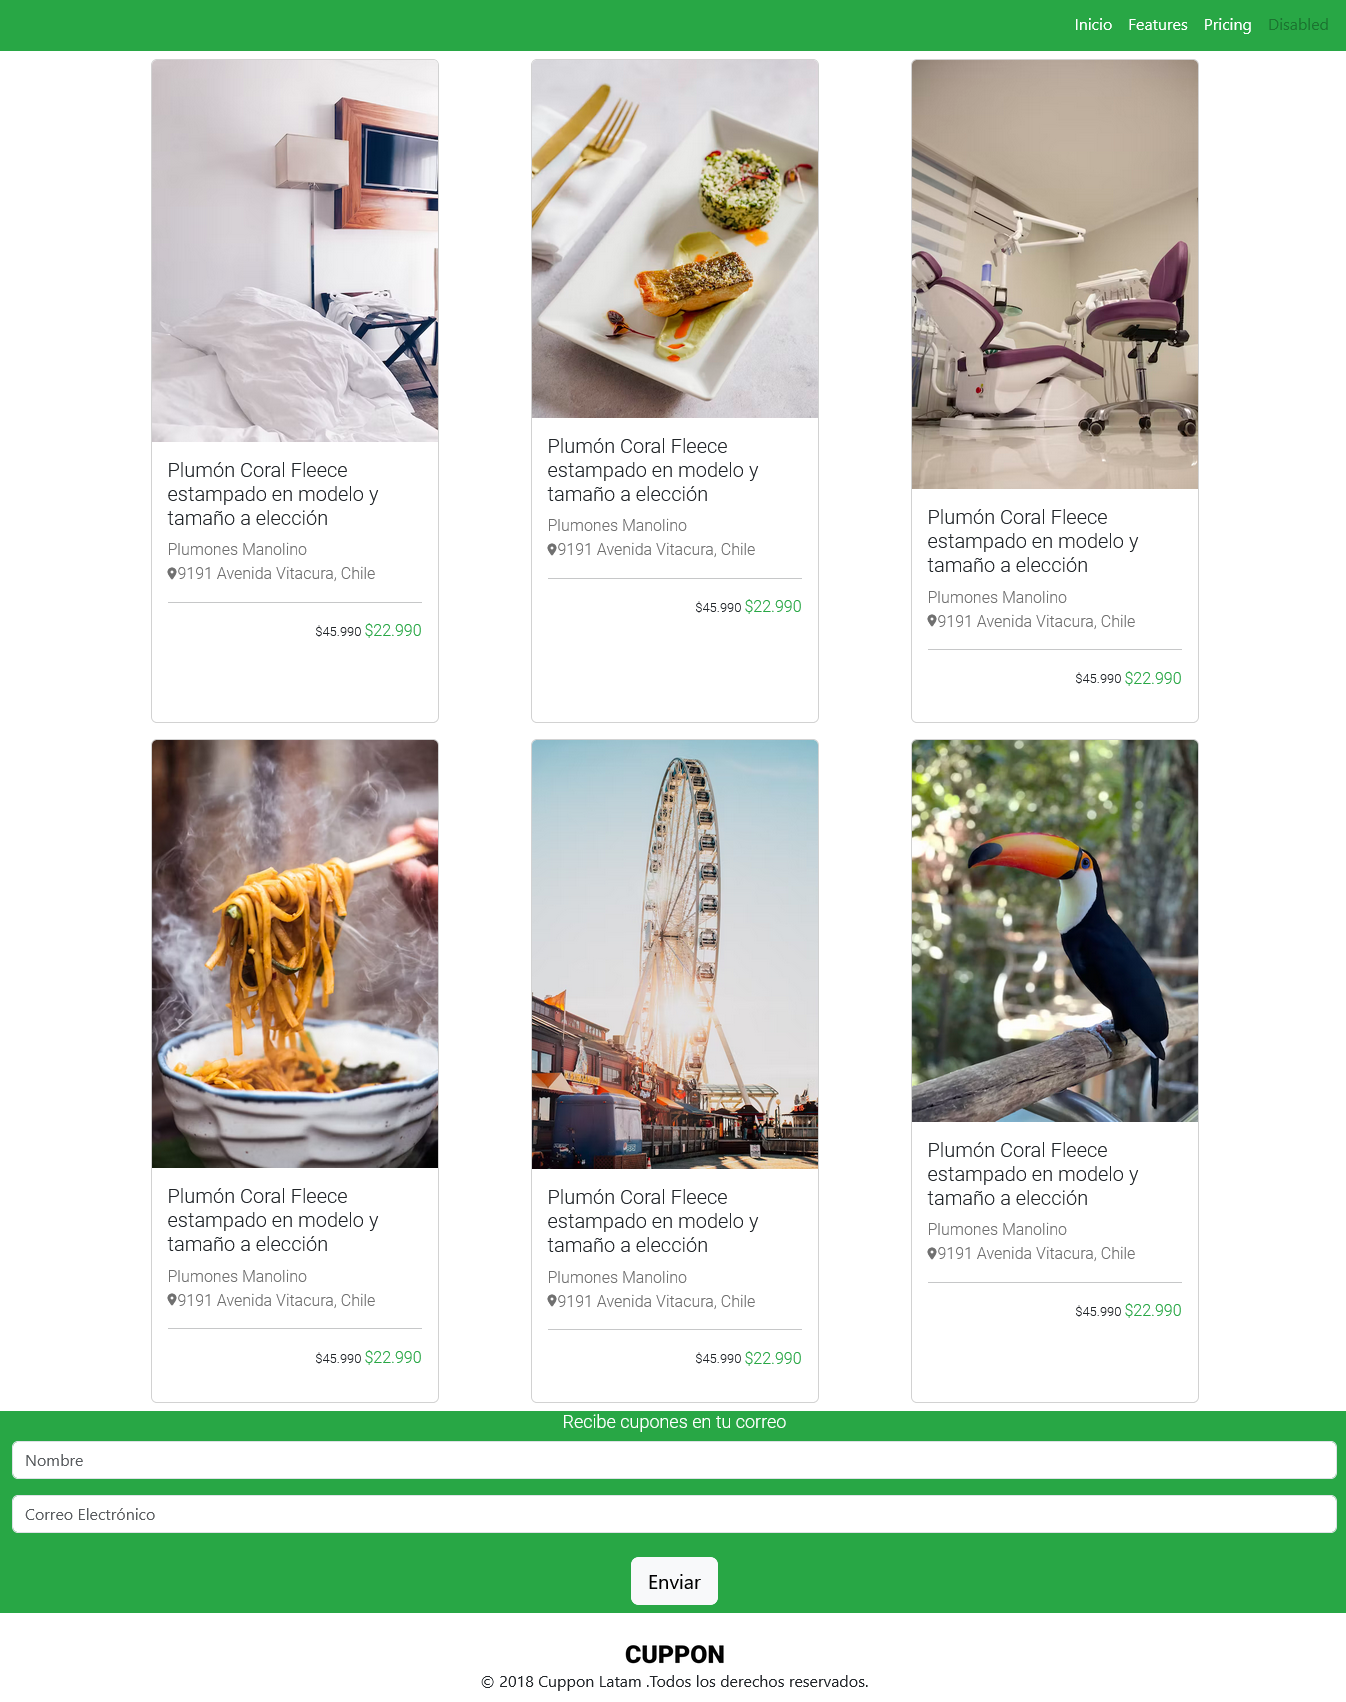 Inicio Features Pricing Disabled
Plumón Coral Fleece
estampado en modelo y
tamaño a elección
Plumones Manolino
9191 Avenida Vitacura, Chile
$45.990 $22.990
Plumón Coral Fleece
estampado en modelo y
tamaño a elección
Plumones Manolino
9191 Avenida Vitacura, Chile
$45.990 $22.990
Plumón Coral Fleece
estampado en modelo y
tamaño a elección
Plumones Manolino
9191 Avenida Vitacura, Chile
$45.990 $22.990
Plumón Coral Fleece
estampado en modelo y
tamaño a elección
Plumones Manolino
9191 Avenida Vitacura, Chile
$45.990 $22.990
Plumón Coral Fleece
estampado en modelo y
tamaño a elección
Plumones Manolino
9191 Avenida Vitacura, Chile
$45.990 $22.990
Plumón Coral Fleece
estampado en modelo y
tamaño a elección
Plumones Manolino
9191 Avenida Vitacura, Chile
$45.990 $22.990
Recibe cupones en tu correo
Nombre
Correo Electrónico
Enviar
CUPPON
© 2018 Cuppon Latam .Todos los derechos reservados.